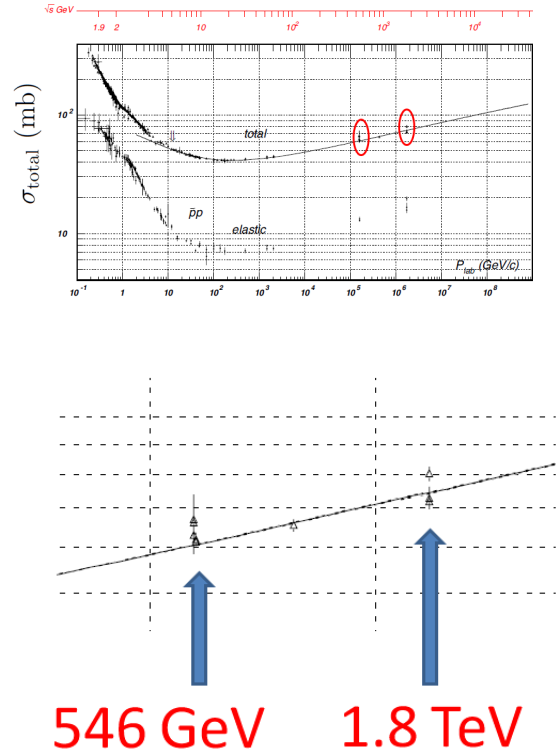 √s GeV
1.9 2 10 10² 10³ 10⁴
σtotal (mb)
10²
10
⇓
total
p̄p
elastic
Plab (GeV/c)
10⁻¹ 1 10 10² 10³ 10⁴ 10⁵ 10⁶ 10⁷ 10⁸
546 GeV 1.8 TeV